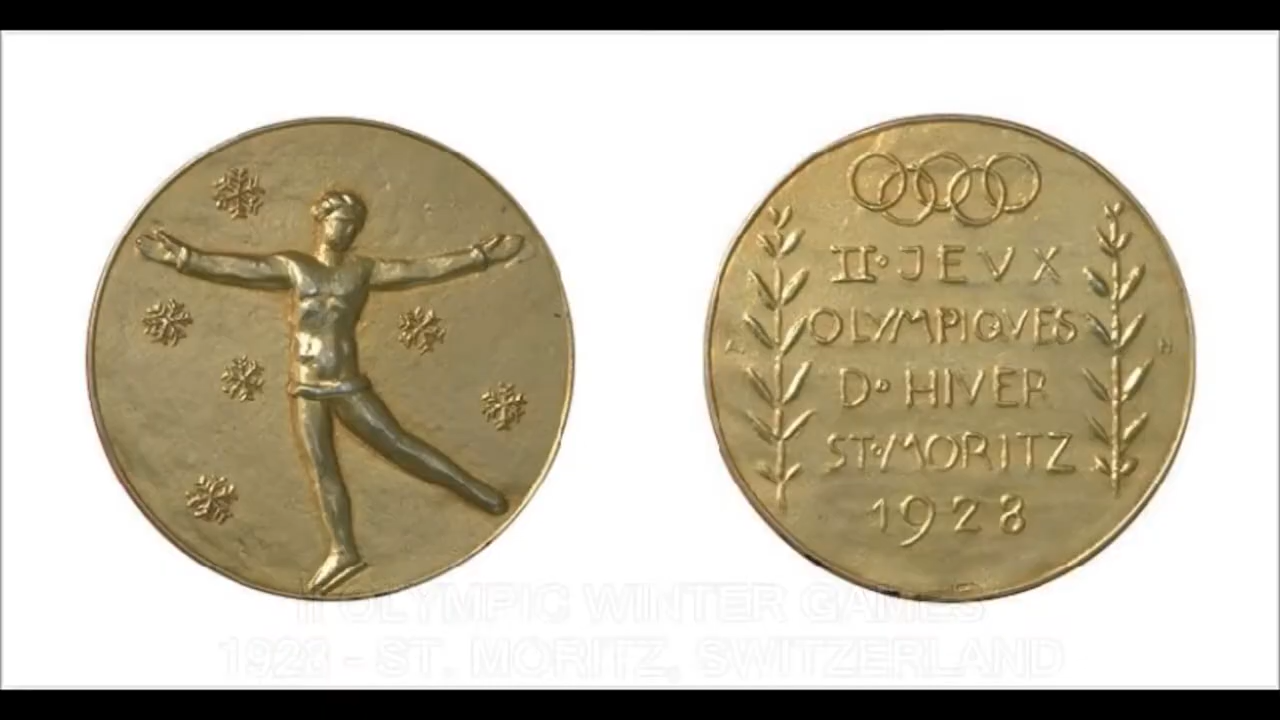 II·JEVX
OLYMPIQVES
D·HIVER
ST·MORITZ
1928
II OLYMPIC WINTER GAMES
1928 - ST. MORITZ, SWITZERLAND